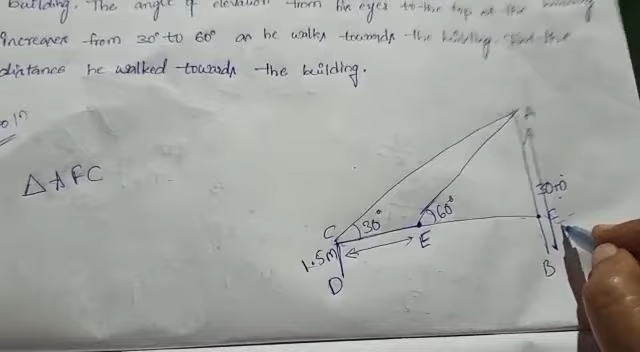 building. The angle of elevation from his eyes to the top of the building
increases from 30° to 60° as he walks towards the building. Find the
distance he walked towards the building.
Sol?
Δ AFC
A
30m
30°
60°
C
E
F
1.5m
D
B